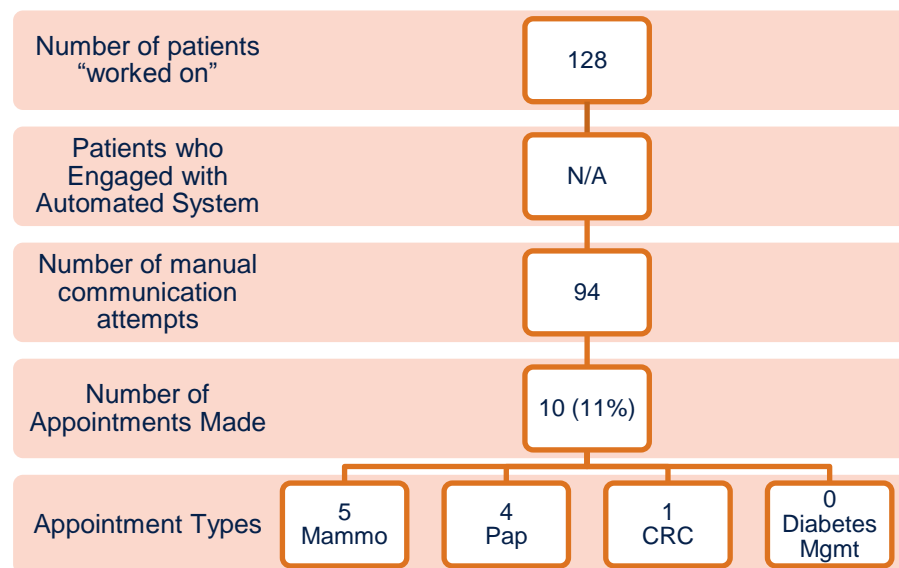 Number of patients
“worked on”
128
Patients who
Engaged with
Automated System
N/A
Number of manual
communication
attempts
94
Number of
Appointments Made
10 (11%)
Appointment Types
5
Mammo
4
Pap
1
CRC
0
Diabetes
Mgmt